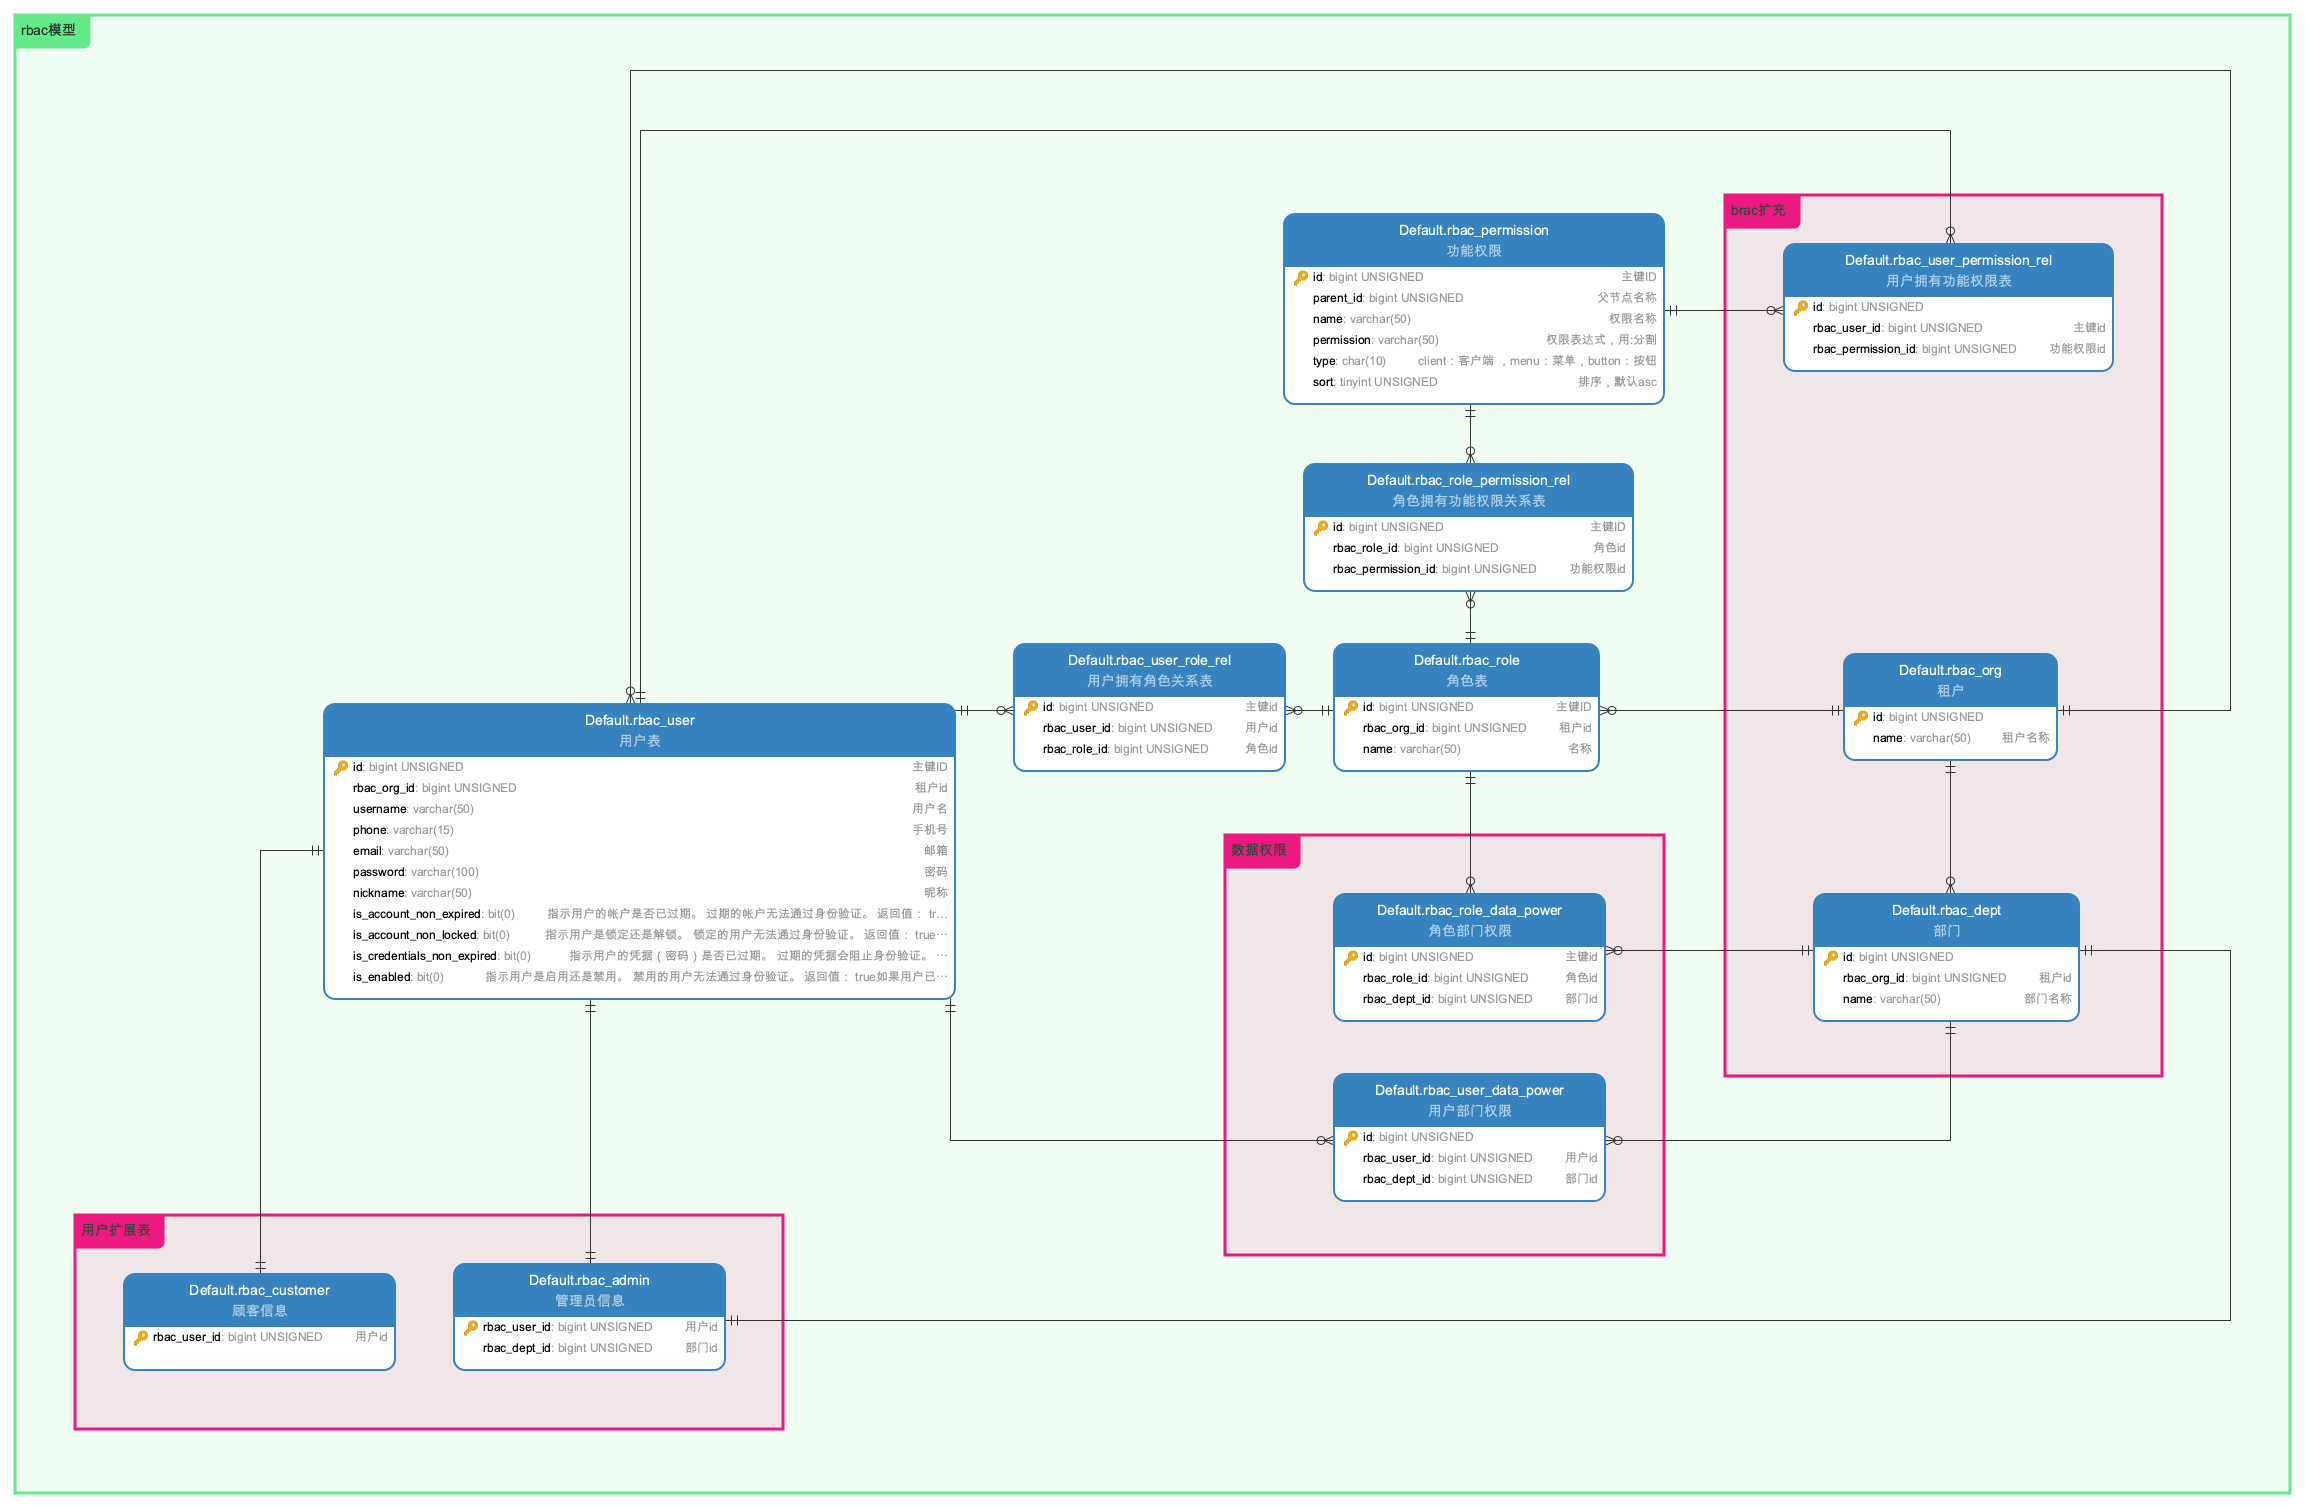 rbac模型
brac扩充
Default.rbac_permission
功能权限
id: bigint UNSIGNED 主键ID
parent_id: bigint UNSIGNED 父节点名称
name: varchar(50) 权限名称
permission: varchar(50) 权限表达式，用:分割
type: char(10) client：客户端 ，menu：菜单，button：按钮
sort: tinyint UNSIGNED 排序，默认asc
Default.rbac_user_permission_rel
用户拥有功能权限表
id: bigint UNSIGNED
rbac_user_id: bigint UNSIGNED 主键id
rbac_permission_id: bigint UNSIGNED 功能权限id
Default.rbac_role_permission_rel
角色拥有功能权限关系表
id: bigint UNSIGNED 主键ID
rbac_role_id: bigint UNSIGNED 角色id
rbac_permission_id: bigint UNSIGNED 功能权限id
Default.rbac_user_role_rel
用户拥有角色关系表
id: bigint UNSIGNED 主键id
rbac_user_id: bigint UNSIGNED 用户id
rbac_role_id: bigint UNSIGNED 角色id
Default.rbac_role
角色表
id: bigint UNSIGNED 主键ID
rbac_org_id: bigint UNSIGNED 租户id
name: varchar(50) 名称
Default.rbac_org
租户
id: bigint UNSIGNED
name: varchar(50) 租户名称
Default.rbac_user
用户表
id: bigint UNSIGNED 主键ID
rbac_org_id: bigint UNSIGNED 租户id
username: varchar(50) 用户名
phone: varchar(15) 手机号
email: varchar(50) 邮箱
password: varchar(100) 密码
nickname: varchar(50) 昵称
is_account_non_expired: bit(0) 指示用户的帐户是否已过期。 过期的帐户无法通过身份验证。 返回值： tr…
is_account_non_locked: bit(0) 指示用户是锁定还是解锁。 锁定的用户无法通过身份验证。 返回值： true…
is_credentials_non_expired: bit(0) 指示用户的凭据（密码）是否已过期。 过期的凭据会阻止身份验证。 …
is_enabled: bit(0) 指示用户是启用还是禁用。 禁用的用户无法通过身份验证。 返回值： true如果用户已…
数据权限
Default.rbac_role_data_power
角色部门权限
id: bigint UNSIGNED 主键id
rbac_role_id: bigint UNSIGNED 角色id
rbac_dept_id: bigint UNSIGNED 部门id
Default.rbac_dept
部门
id: bigint UNSIGNED
rbac_org_id: bigint UNSIGNED 租户id
name: varchar(50) 部门名称
Default.rbac_user_data_power
用户部门权限
id: bigint UNSIGNED
rbac_user_id: bigint UNSIGNED 用户id
rbac_dept_id: bigint UNSIGNED 部门id
用户扩展表
Default.rbac_customer
顾客信息
rbac_user_id: bigint UNSIGNED 用户id
Default.rbac_admin
管理员信息
rbac_user_id: bigint UNSIGNED 用户id
rbac_dept_id: bigint UNSIGNED 部门id